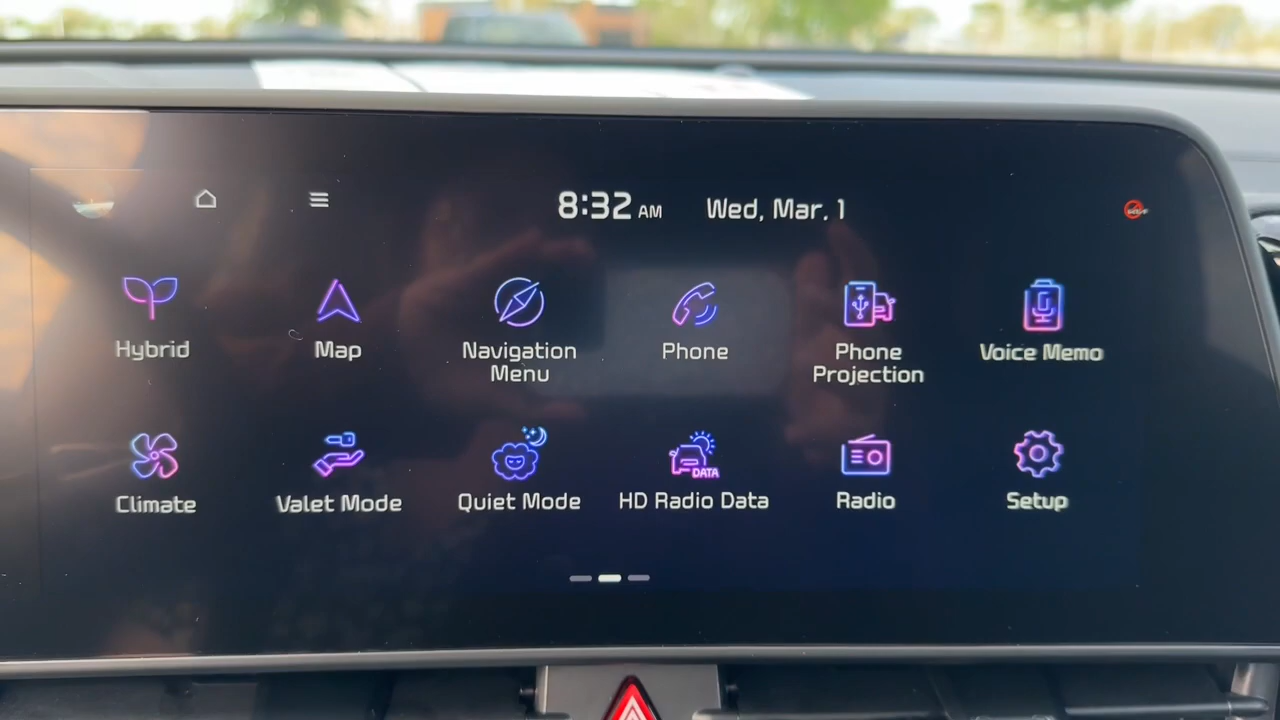 8:32 AM Wed, Mar. 1
Hybrid
Map
Navigation
Menu
Phone
Phone
Projection
Voice Memo
Climate
Valet Mode
Quiet Mode
DATA
HD Radio Data
Radio
Setup